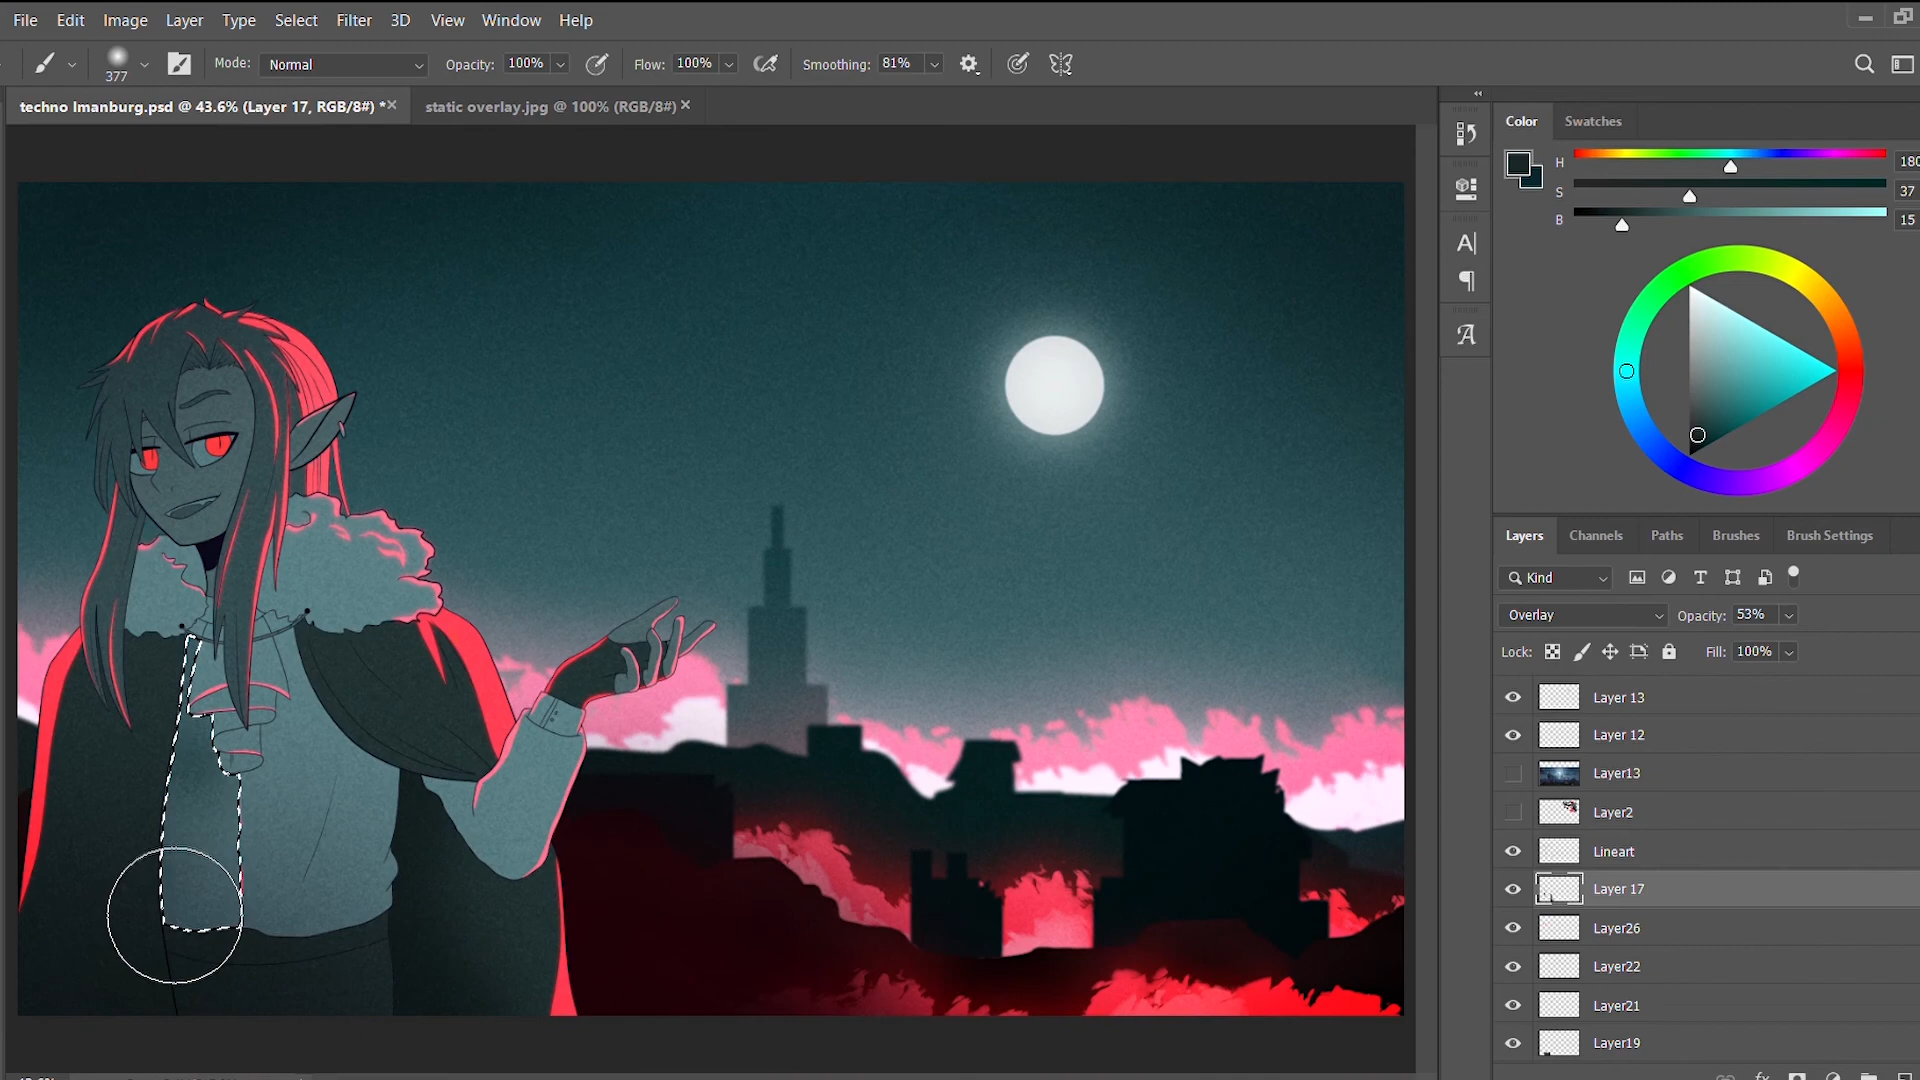 File Edit Image Layer Type Select Filter 3D View Window Help
377 Mode: Normal Opacity: 100% Flow: 100% Smoothing: 81%
techno lmanburg.psd @ 43.6% (Layer 17, RGB/8#) * static overlay.jpg @ 100% (RGB/8#)
Color Swatches
H 180
S 37
B 15
Layers Channels Paths Brushes Brush Settings
Kind
Overlay Opacity: 53%
Lock: Fill: 100%
Layer 13
Layer 12
Layer13
Layer2
Lineart
Layer 17
Layer26
Layer22
Layer21
Layer19